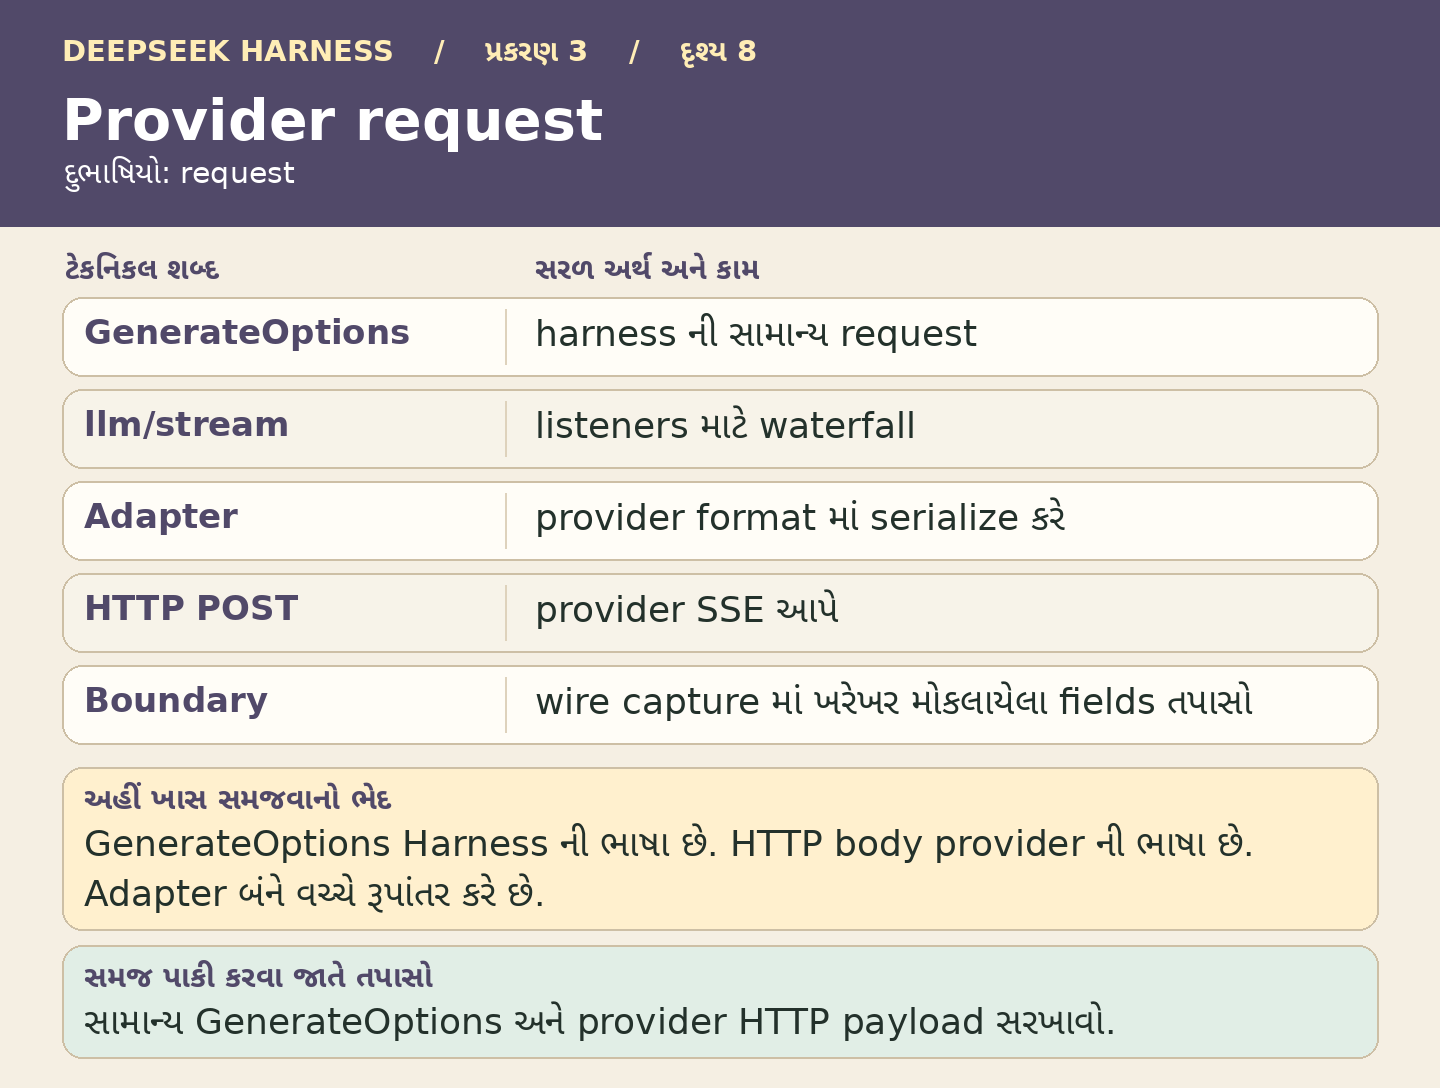 DEEPSEEK HARNESS / પ્રકરણ 3 / દૃશ્ય 8
Provider request
દુભાષિયો: request
ટેકનિકલ શબ્દ સરળ અર્થ અને કામ
GenerateOptions harness ની સામાન્ય request
llm/stream listeners માટે waterfall
Adapter provider format માં serialize કરે
HTTP POST provider SSE આપે
Boundary wire capture માં ખરેખર મોકલાયેલા fields તપાસો
અહીં ખાસ સમજવાનો ભેદ
GenerateOptions Harness ની ભાષા છે. HTTP body provider ની ભાષા છે.
Adapter બંને વચ્ચે રૂપાંતર કરે છે.
સમજ પાકી કરવા જાતે તપાસો
સામાન્ય GenerateOptions અને provider HTTP payload સરખાવો.